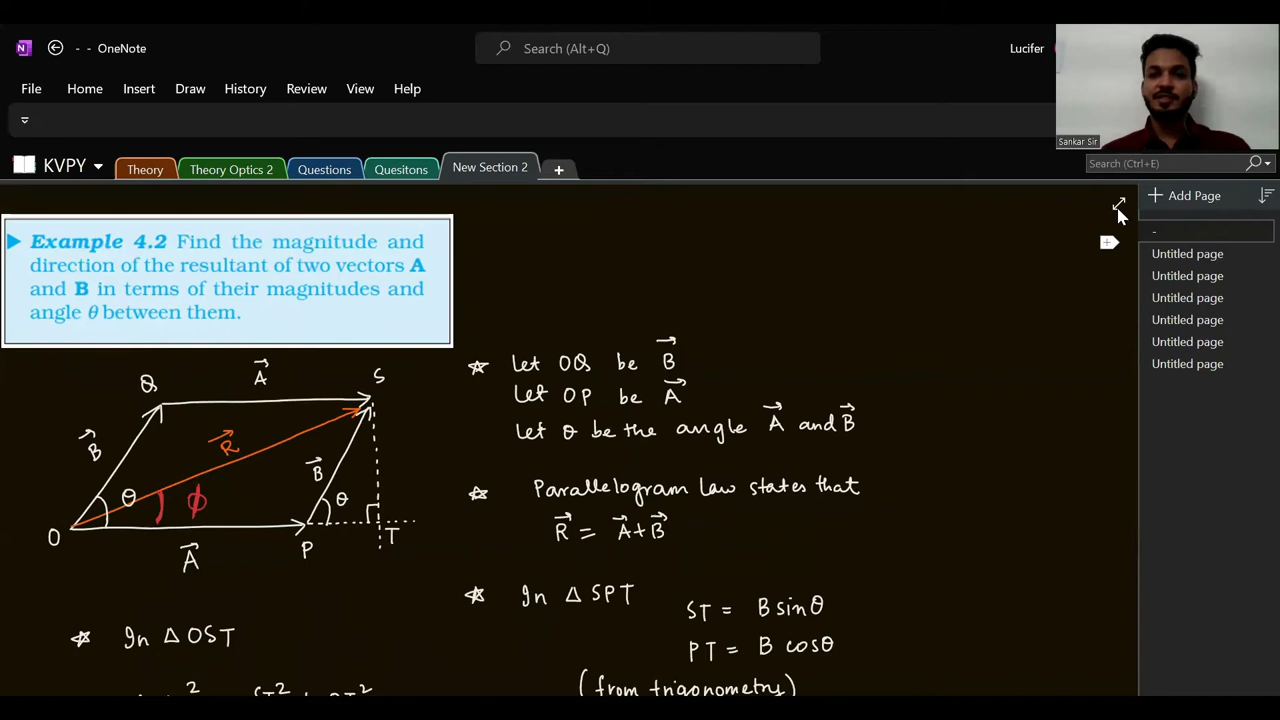 - - OneNote
Search (Alt+Q)
Lucifer
File Home Insert Draw History Review View Help
Sankar Sir
KVPY
Theory
Theory Optics 2
Questions
Quesitons
New Section 2
Search (Ctrl+E)
Add Page
-
Untitled page
Untitled page
Untitled page
Untitled page
Untitled page
Untitled page
Example 4.2 Find the magnitude and
direction of the resultant of two vectors A
and B in terms of their magnitudes and
angle θ between them.
Q
A⃗
S
B⃗
R⃗
B⃗
θ
ϕ
θ
O
A⃗
P
T
☆ Let OQ be B⃗
Let OP be A⃗
Let θ be the angle A⃗ and B⃗
☆ Parallelogram law states that
R⃗ = A⃗+B⃗
☆ In △ SPT
ST = B sinθ
PT = B cosθ
(from trigonometry)
☆ In △ OST